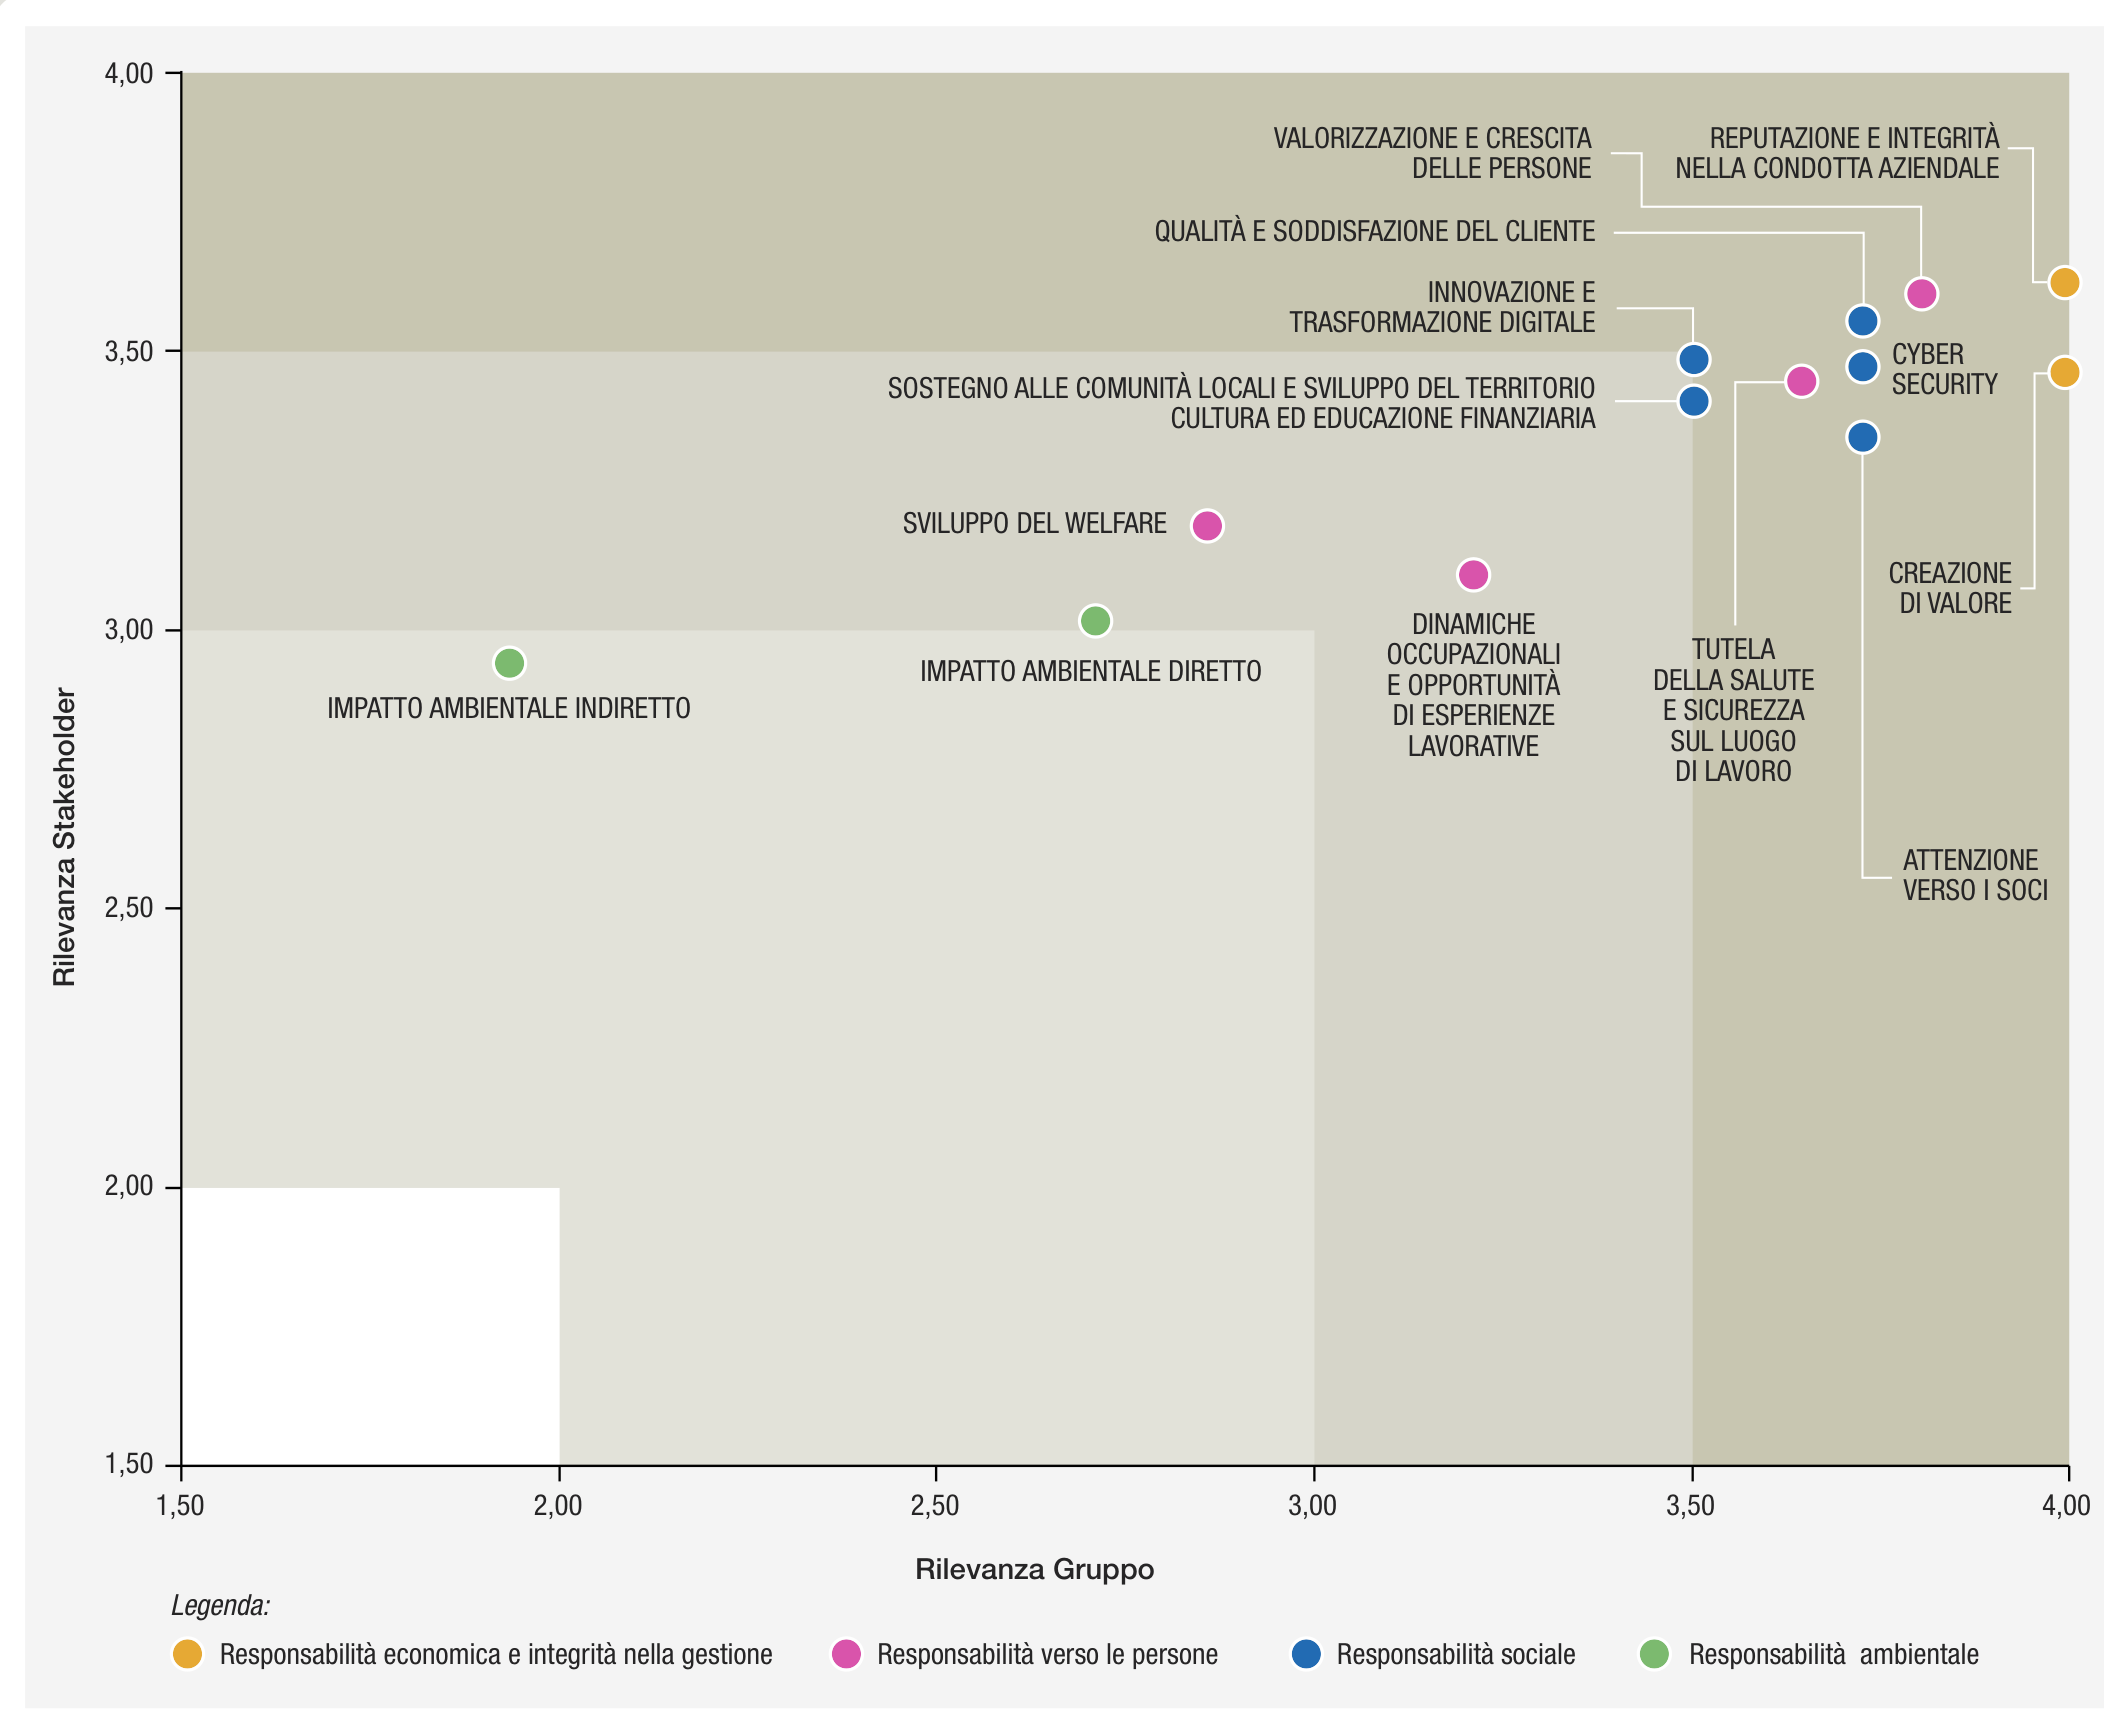 4,00
VALORIZZAZIONE E CRESCITA
DELLE PERSONE
REPUTAZIONE E INTEGRITÀ
NELLA CONDOTTA AZIENDALE
QUALITÀ E SODDISFAZIONE DEL CLIENTE
INNOVAZIONE E
TRASFORMAZIONE DIGITALE
3,50
CYBER
SECURITY
SOSTEGNO ALLE COMUNITÀ LOCALI E SVILUPPO DEL TERRITORIO
CULTURA ED EDUCAZIONE FINANZIARIA
SVILUPPO DEL WELFARE
CREAZIONE
DI VALORE
3,00
DINAMICHE
OCCUPAZIONALI
E OPPORTUNITÀ
DI ESPERIENZE
LAVORATIVE
TUTELA
DELLA SALUTE
E SICUREZZA
SUL LUOGO
DI LAVORO
IMPATTO AMBIENTALE DIRETTO
IMPATTO AMBIENTALE INDIRETTO
Rilevanza Stakeholder
ATTENZIONE
VERSO I SOCI
2,50
2,00
1,50
1,50 2,00 2,50 3,00 3,50 4,00
Rilevanza Gruppo
Legenda:
Responsabilità economica e integrità nella gestione
Responsabilità verso le persone
Responsabilità sociale
Responsabilità ambientale